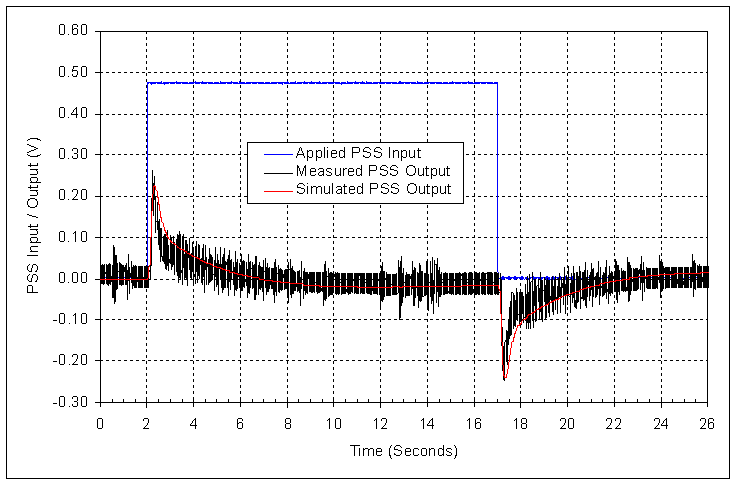 0.60
0.50
0.40
0.30
0.20
0.10
0.00
-0.10
-0.20
-0.30
PSS Input / Output (V)
Applied PSS Input
Measured PSS Output
Simulated PSS Output
0 2 4 6 8 10 12 14 16 18 20 22 24 26
Time (Seconds)